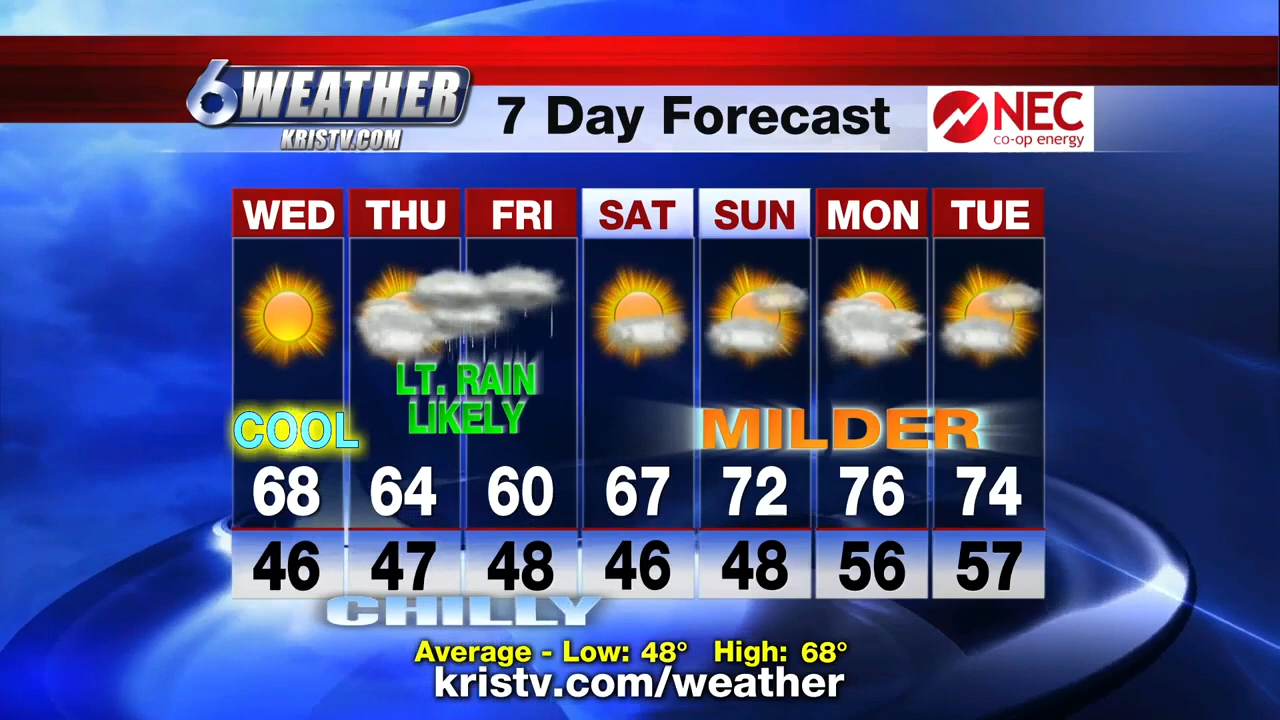 6 WEATHER
KRISTV.COM
7 Day Forecast
NEC
co-op energy
WED THU FRI SAT SUN MON TUE
LT. RAIN
LIKELY
COOL
MILDER
68 64 60 67 72 76 74
46 47 48 46 48 56 57
CHILLY
Average - Low: 48° High: 68°
kristv.com/weather